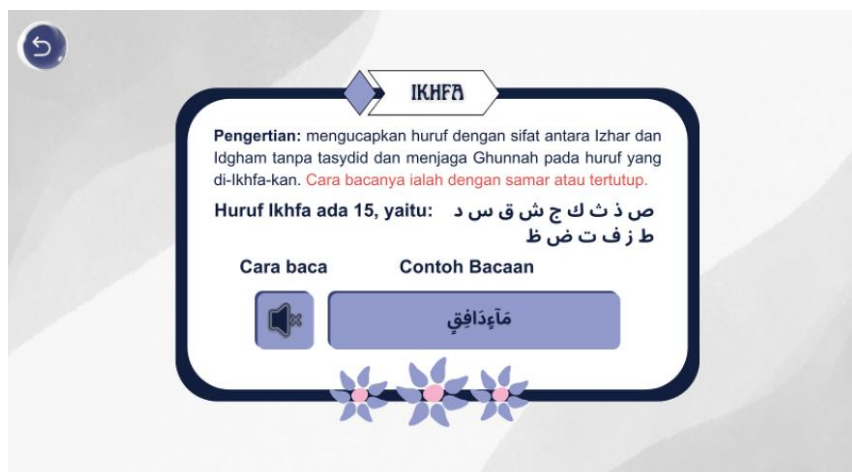 IKHFA
Pengertian: mengucapkan huruf dengan sifat antara Izhar dan
Idgham tanpa tasydid dan menjaga Ghunnah pada huruf yang
di-Ikhfa-kan. Cara bacanya ialah dengan samar atau tertutup.
Huruf Ikhfa ada 15, yaitu: ص ذ ث ك ج ش ق س د
ط ز ف ت ض ظ
Cara baca Contoh Bacaan
مَآءٍدَافِقٍ